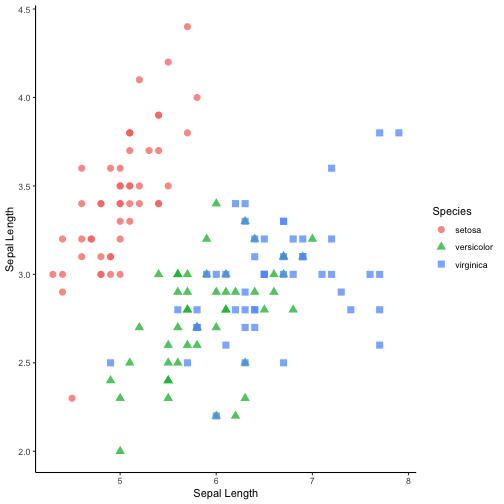 4.5
4.0
3.5
3.0
2.5
2.0
Sepal Length
5 6 7 8
Sepal Length
Species
setosa
versicolor
virginica